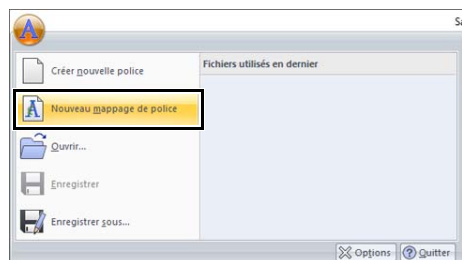 Sa
Créer nouvelle police
Fichiers utilisés en dernier
Nouveau mappage de police
Ouvrir...
Enregistrer
Enregistrer sous...
Options
Quitter